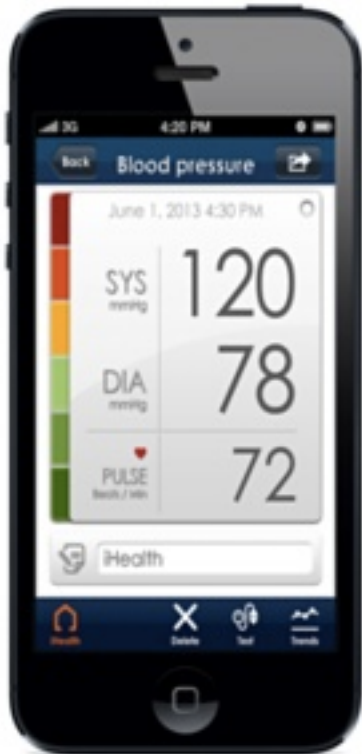 3G 4:20 PM
Back Blood pressure
June 1, 2013 4:30 PM
SYS 120
mmHg
DIA 78
mmHg
PULSE 72
Beats / Min
iHealth
iHealth Delete Test Trends